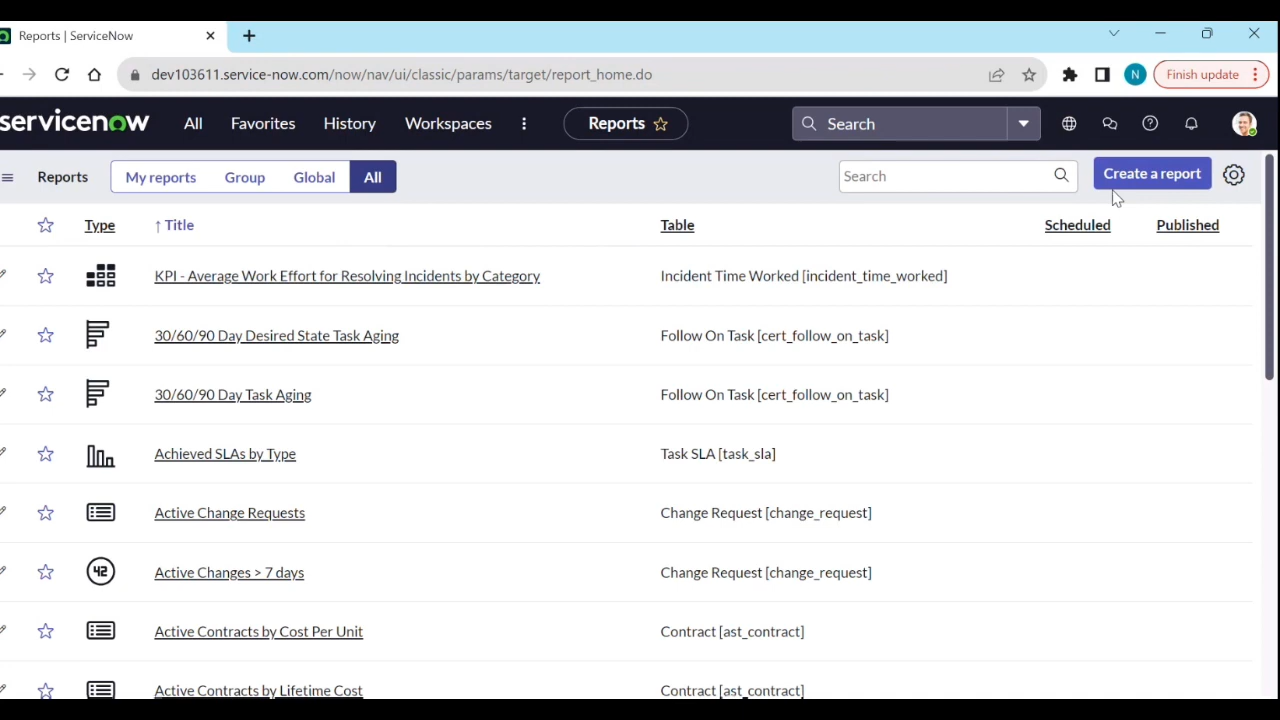 Reports | ServiceNow
dev103611.service-now.com/now/nav/ui/classic/params/target/report_home.do
N
Finish update
servicenow
All
Favorites
History
Workspaces
Reports
Search
Reports
My reports
Group
Global
All
Search
Create a report
Type
↑ Title
Table
Scheduled
Published
KPI - Average Work Effort for Resolving Incidents by Category
Incident Time Worked [incident_time_worked]
30/60/90 Day Desired State Task Aging
Follow On Task [cert_follow_on_task]
30/60/90 Day Task Aging
Follow On Task [cert_follow_on_task]
Achieved SLAs by Type
Task SLA [task_sla]
Active Change Requests
Change Request [change_request]
42
Active Changes > 7 days
Change Request [change_request]
Active Contracts by Cost Per Unit
Contract [ast_contract]
Active Contracts by Lifetime Cost
Contract [ast_contract]